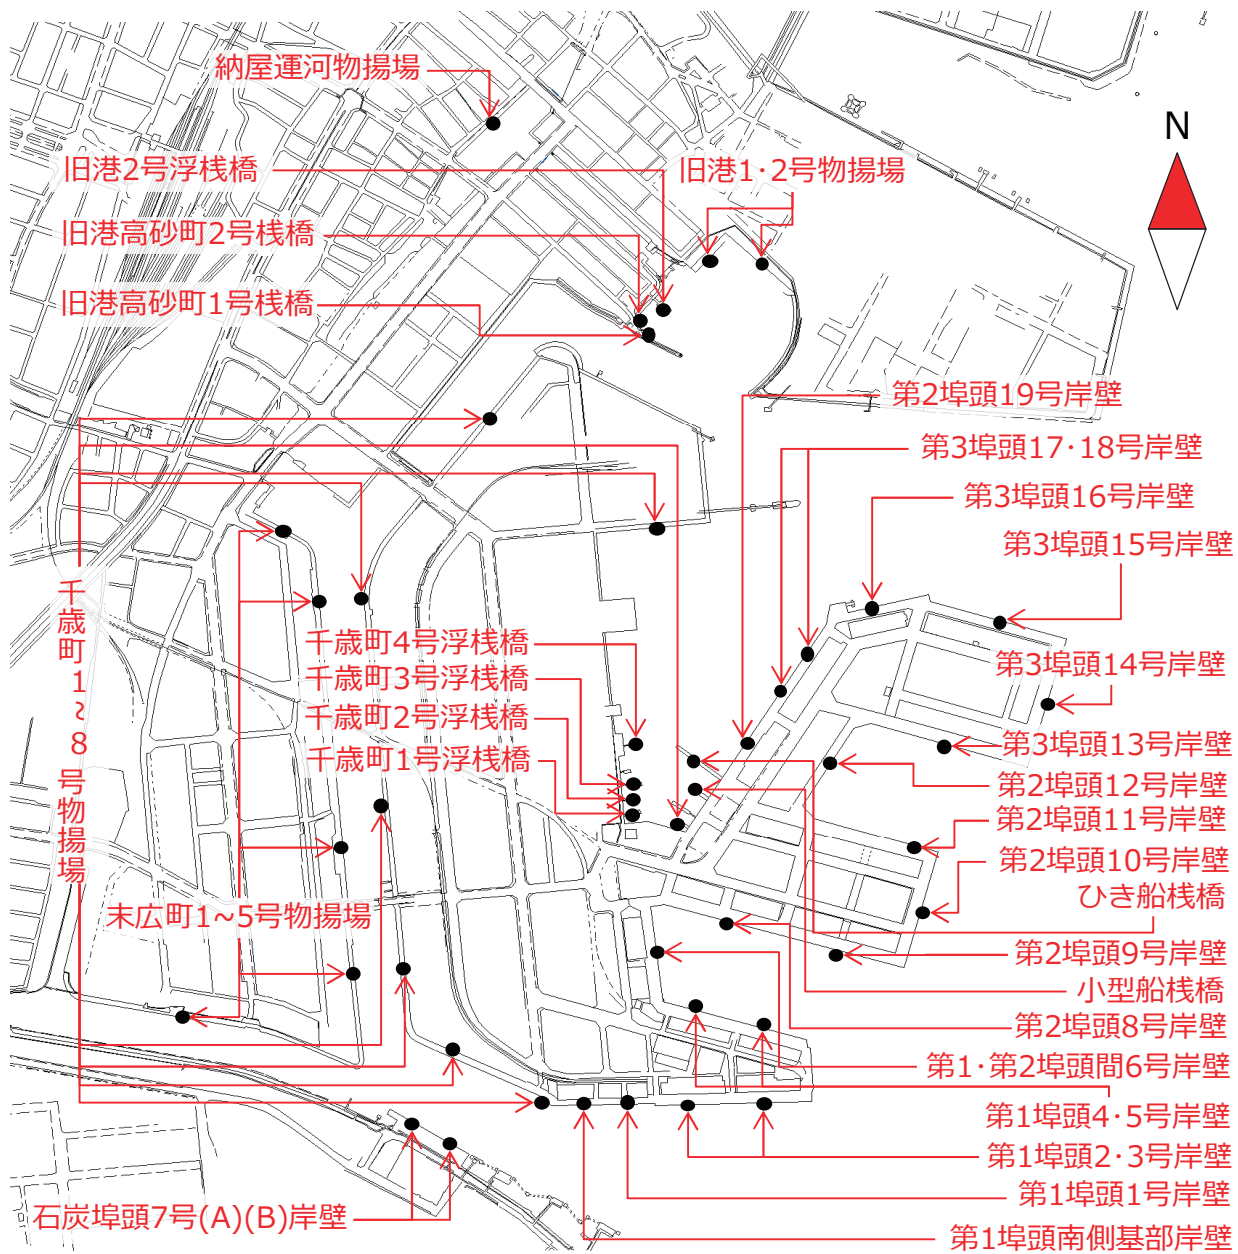 納屋運河物揚場
N
旧港2号浮桟橋
旧港1·2号物揚場
旧港高砂町2号桟橋
旧港高砂町1号桟橋
第2埠頭19号岸壁
第3埠頭17·18号岸壁
第3埠頭16号岸壁
第3埠頭15号岸壁
千歳町1~8号物揚場
千歳町4号浮桟橋
第3埠頭14号岸壁
千歳町3号浮桟橋
千歳町2号浮桟橋
第3埠頭13号岸壁
千歳町1号浮桟橋
第2埠頭12号岸壁
第2埠頭11号岸壁
第2埠頭10号岸壁
ひき船桟橋
末広町1~5号物揚場
第2埠頭9号岸壁
小型船桟橋
第2埠頭8号岸壁
第1·第2埠頭間6号岸壁
第1埠頭4·5号岸壁
第1埠頭2·3号岸壁
第1埠頭1号岸壁
石炭埠頭7号(A)(B)岸壁
第1埠頭南側基部岸壁